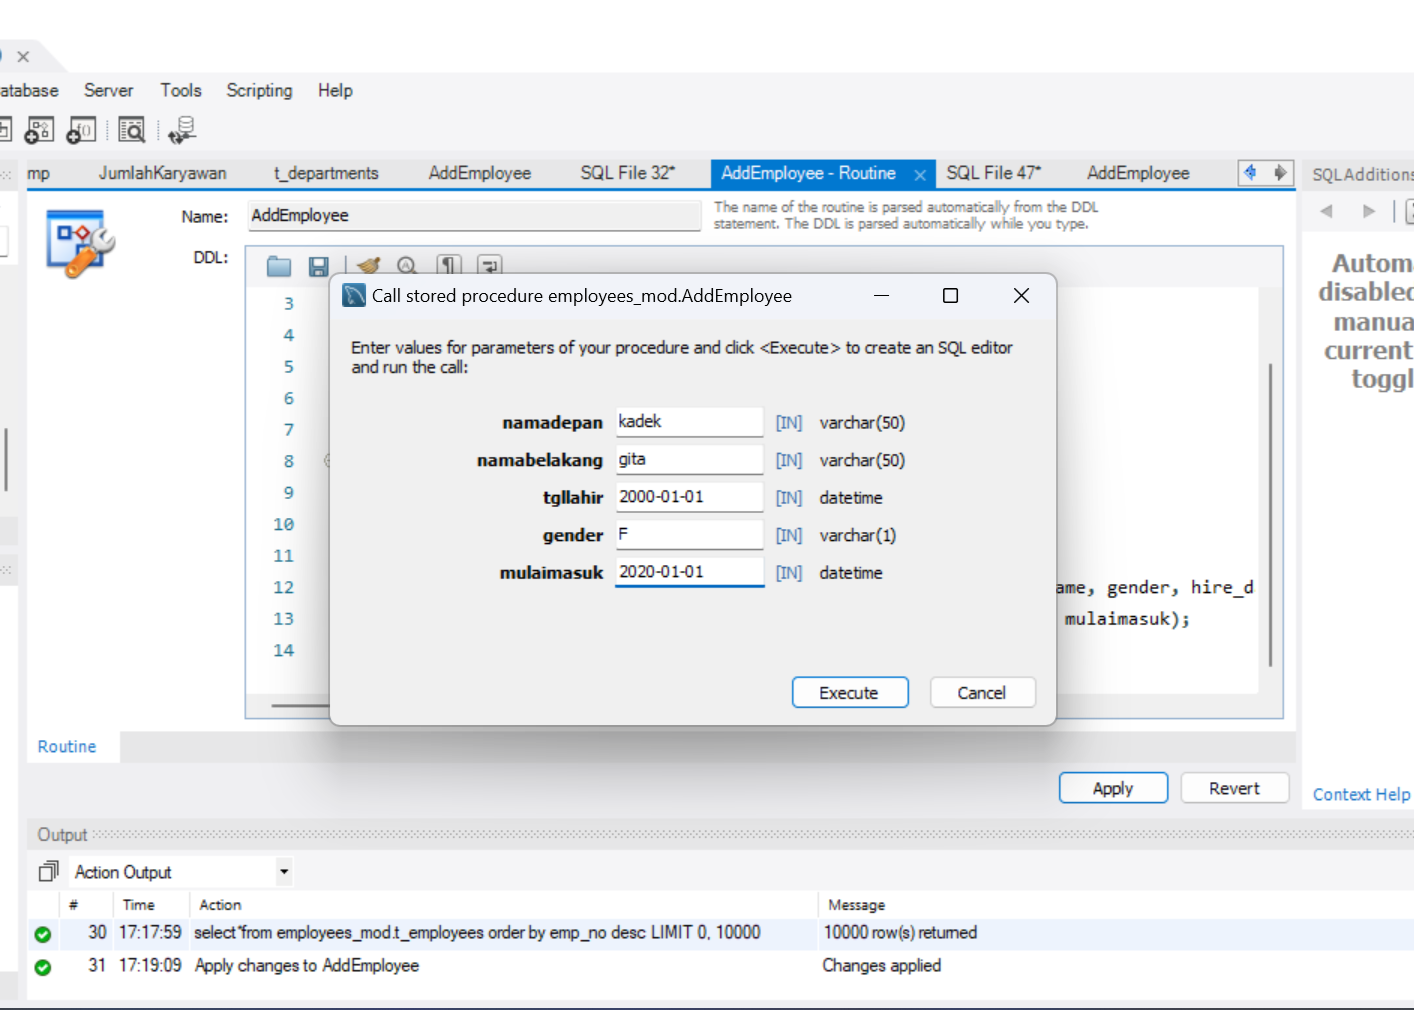 atabase Server Tools Scripting Help
mp JumlahKaryawan t_departments AddEmployee SQL File 32* AddEmployee - Routine SQL File 47* AddEmployee SQLAdditions
Name: AddEmployee
The name of the routine is parsed automatically from the DDL
statement. The DDL is parsed automatically while you type.
DDL:
Autom
disabled
manua
current
toggl
Call stored procedure employees_mod.AddEmployee
Enter values for parameters of your procedure and click <Execute> to create an SQL editor
and run the call:
namadepan kadek [IN] varchar(50)
namabelakang gita [IN] varchar(50)
tgllahir 2000-01-01 [IN] datetime
gender F [IN] varchar(1)
mulaimasuk 2020-01-01 [IN] datetime
Execute Cancel
3
4
5
6
7
8
9
10
11
12 ame, gender, hire_d
13 mulaimasuk);
14
Routine
Apply Revert
Context Help
Output
Action Output
# Time Action Message
30 17:17:59 select*from employees_mod.t_employees order by emp_no desc LIMIT 0, 10000 10000 row(s) returned
31 17:19:09 Apply changes to AddEmployee Changes applied